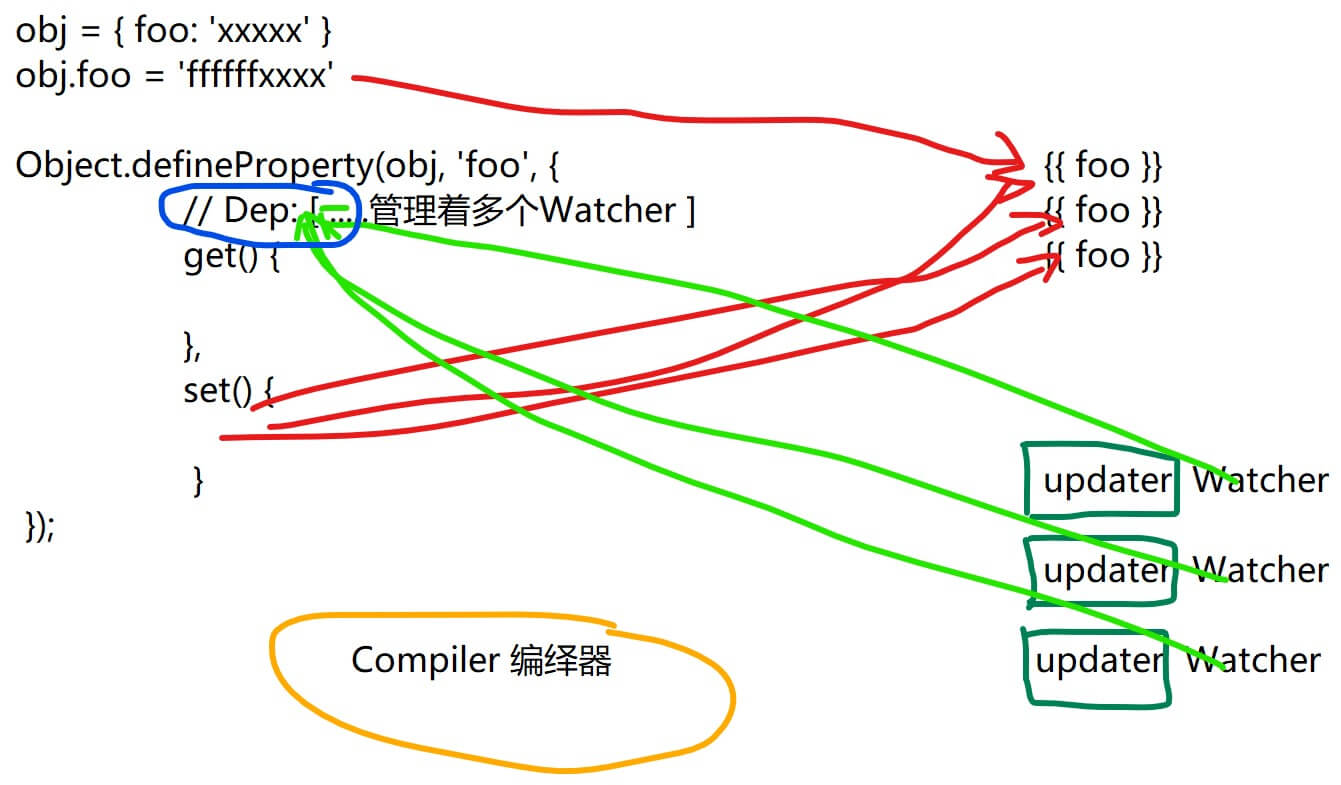 obj = { foo: 'xxxxx' }
obj.foo = 'ffffffxxxx'
Object.defineProperty(obj, 'foo', {
// Dep: [ .....管理着多个Watcher ]
get() {
},
set() {
}
});
{{ foo }}
{{ foo }}
{{ foo }}
updater Watcher
updater Watcher
updater Watcher
Compiler 编绎器